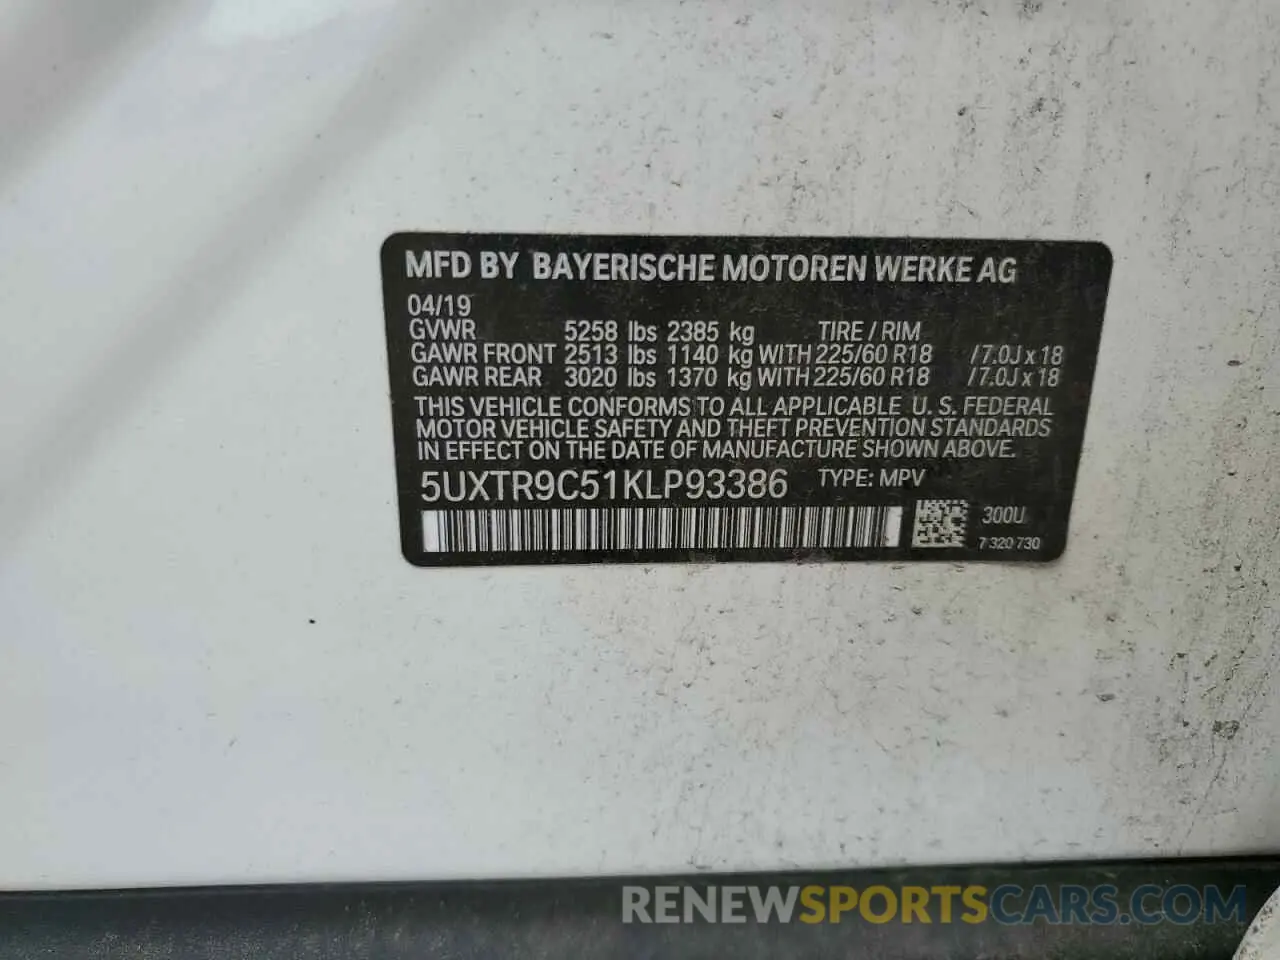 MFD BY BAYERISCHE MOTOREN WERKE AG
04/19
GVWR 5258 lbs 2385 kg TIRE / RIM
GAWR FRONT 2513 lbs 1140 kg WITH 225/60 R18 /7.0J x 18
GAWR REAR 3020 lbs 1370 kg WITH 225/60 R18 /7.0J x 18
THIS VEHICLE CONFORMS TO ALL APPLICABLE U. S. FEDERAL
MOTOR VEHICLE SAFETY AND THEFT PREVENTION STANDARDS
IN EFFECT ON THE DATE OF MANUFACTURE SHOWN ABOVE.
5UXTR9C51KLP93386 TYPE: MPV
300U
7 320 730
RENEWSPORTSCARS.COM